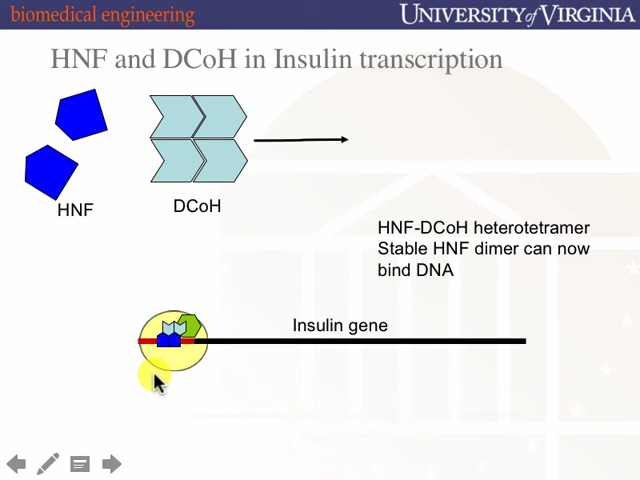 biomedical engineering
UNIVERSITY of VIRGINIA
HNF and DCoH in Insulin transcription
HNF
DCoH
HNF-DCoH heterotetramer
Stable HNF dimer can now
bind DNA
Insulin gene